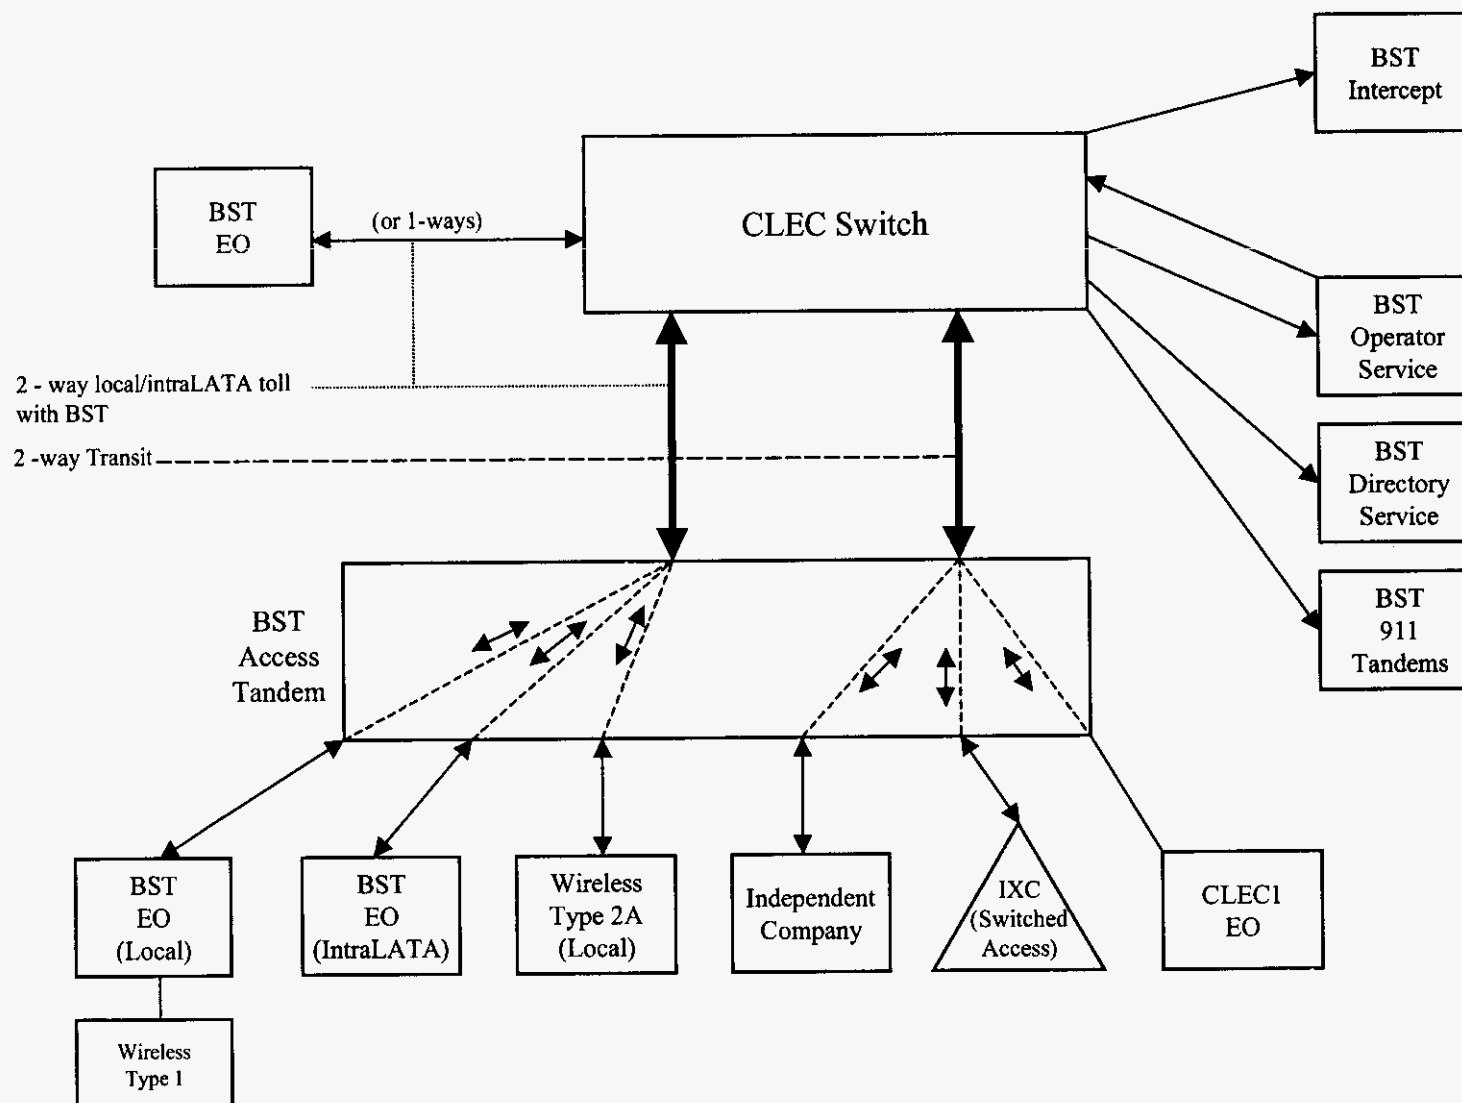 BST
Intercept
CLEC Switch
BST
EO
(or 1-ways)
BST
Operator
Service
2 - way local/intraLATA toll
with BST
2 -way Transit
BST
Directory
Service
BST
911
Tandems
BST
Access
Tandem
BST
EO
(Local)
BST
EO
(IntraLATA)
Wireless
Type 2A
(Local)
Independent
Company
IXC
(Switched
Access)
CLEC1
EO
Wireless
Type 1